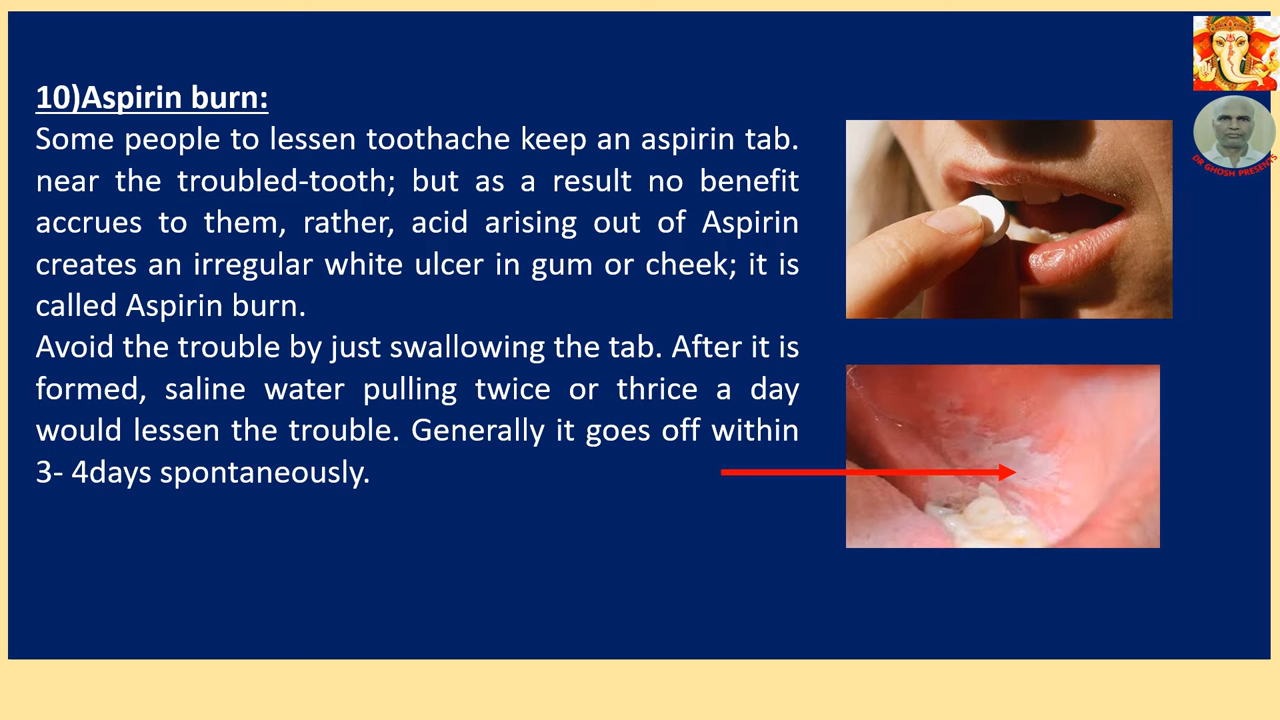 10)Aspirin burn:
Some people to lessen toothache keep an aspirin tab.
near the troubled-tooth; but as a result no benefit
accrues to them, rather, acid arising out of Aspirin
creates an irregular white ulcer in gum or cheek; it is
called Aspirin burn.
Avoid the trouble by just swallowing the tab. After it is
formed, saline water pulling twice or thrice a day
would lessen the trouble. Generally it goes off within
3- 4days spontaneously.
DR GHOSH PRESENTS